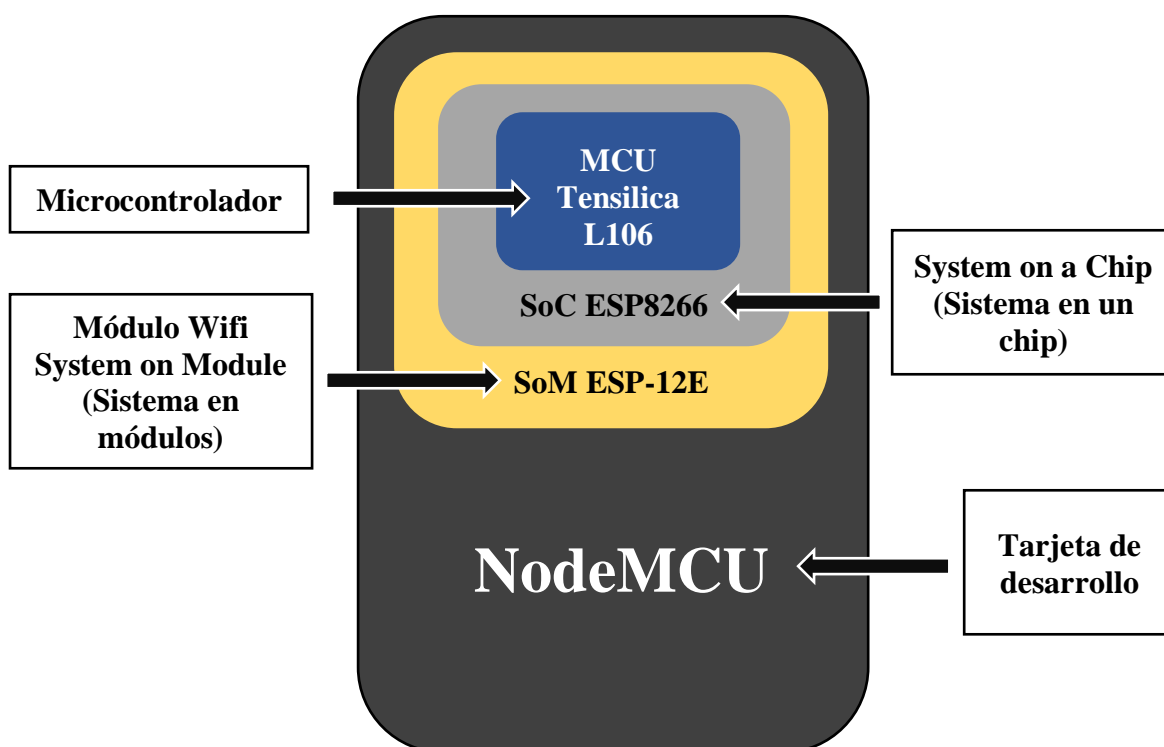 MCU
Tensilica
L106
Microcontrolador
SoC ESP8266
System on a Chip
(Sistema en un
chip)
Módulo Wifi
System on Module
(Sistema en
módulos)
SoM ESP-12E
NodeMCU
Tarjeta de
desarrollo